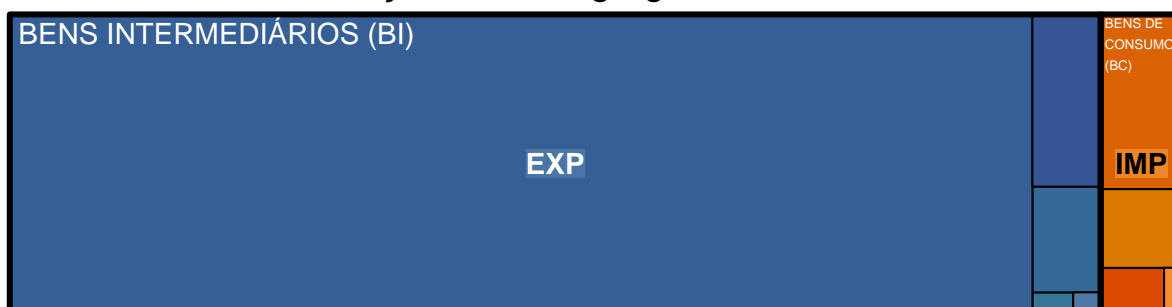 BENS INTERMEDIÁRIOS (BI)
EXP
BENS DE
CONSUMO
(BC)
IMP